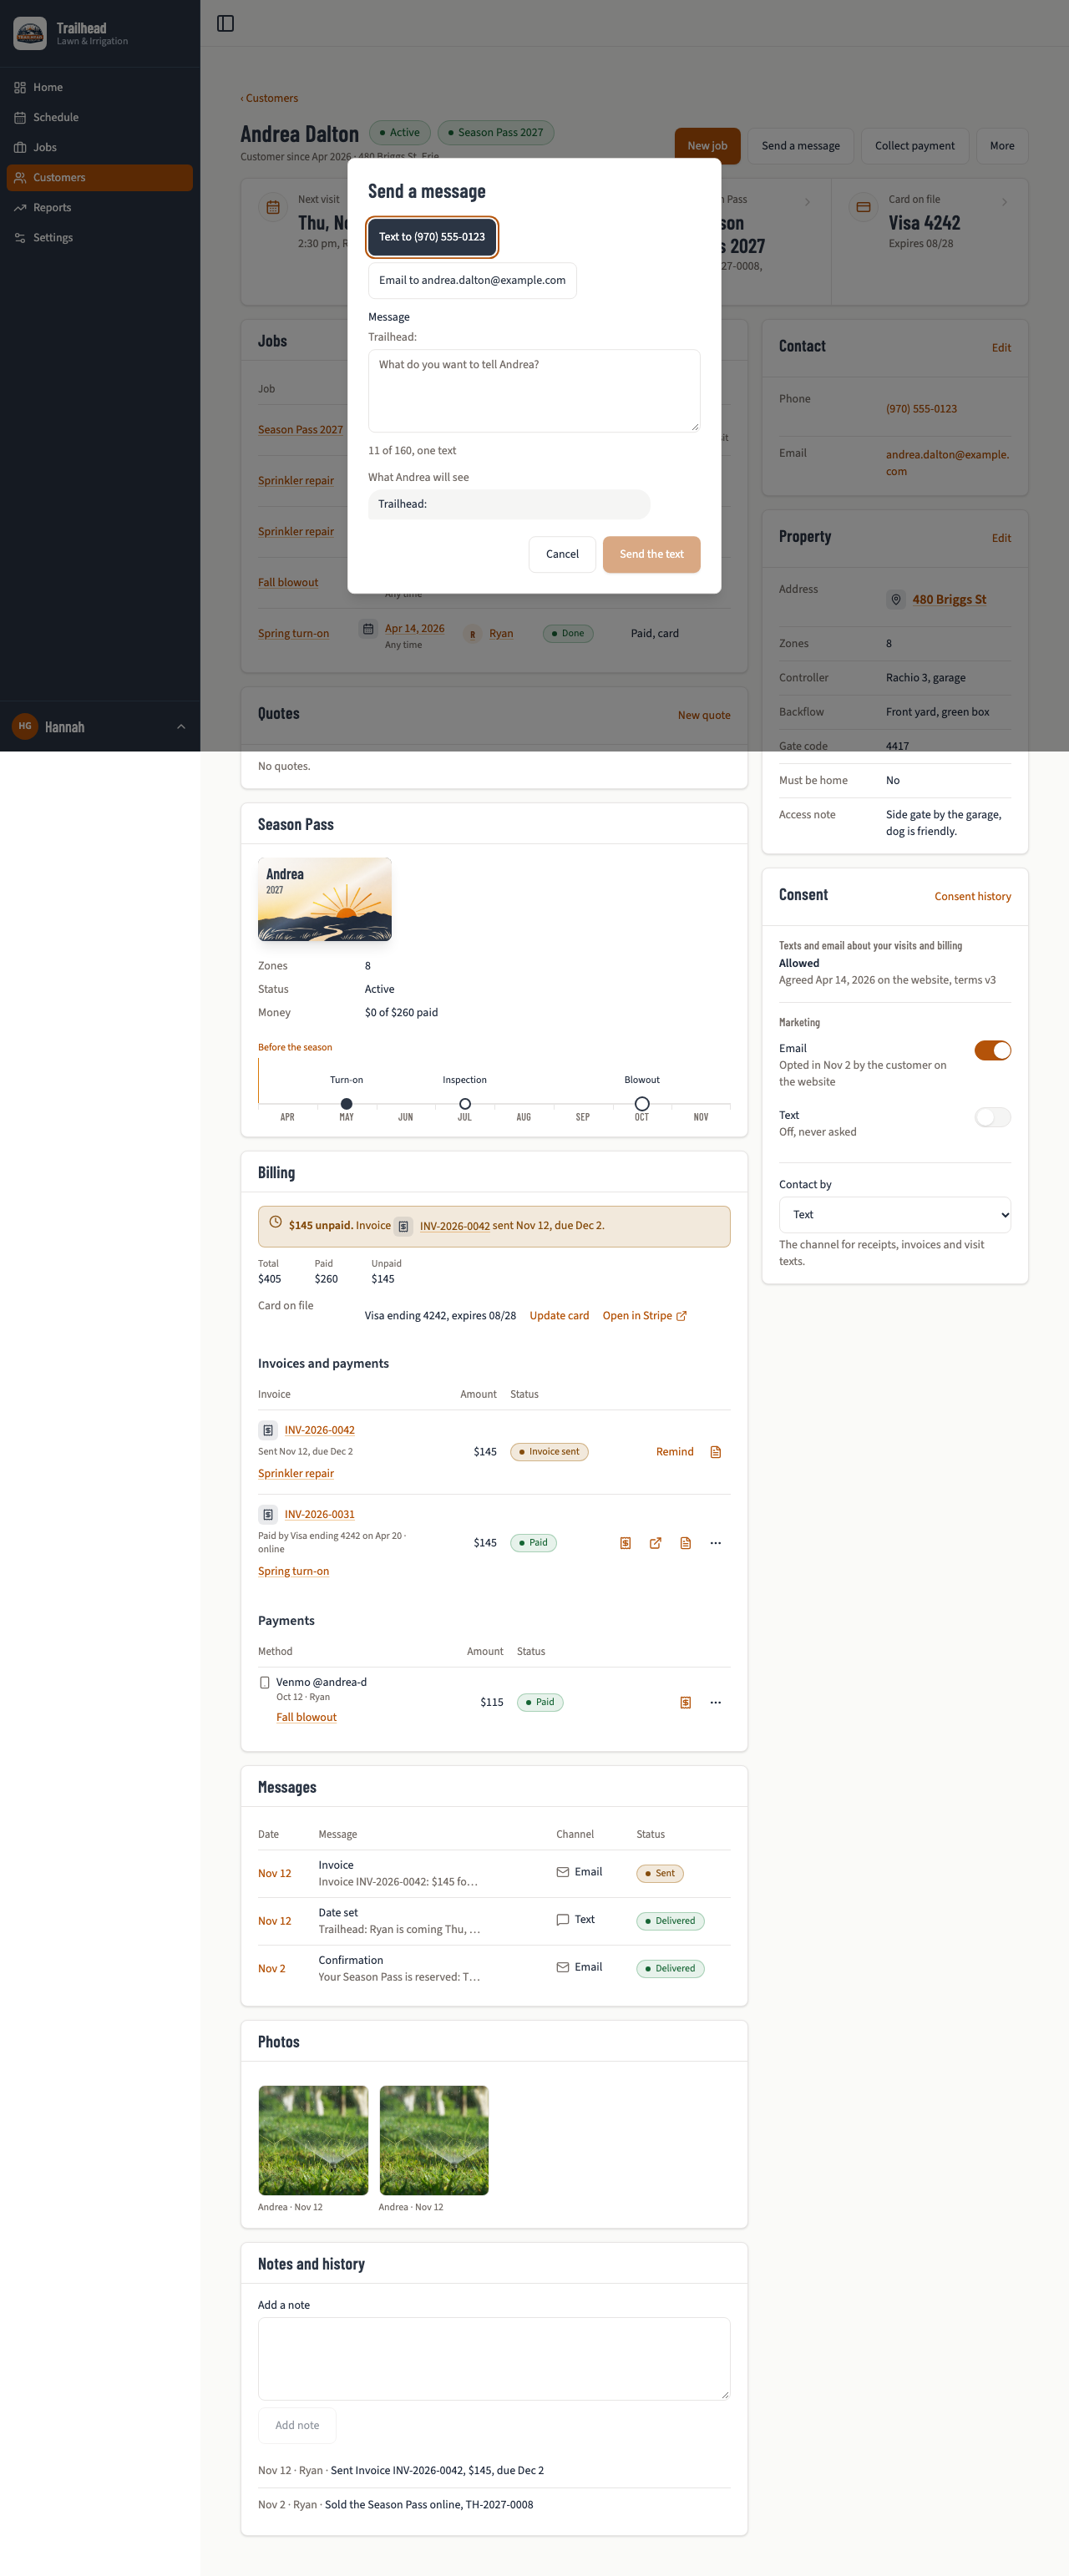 Trailhead
Lawn & Irrigation
Home
Schedule
Jobs
Customers
Reports
Settings
HG
Hannah
‹ Customers
Andrea Dalton
Active
Season Pass 2027
Customer since Apr 2026 · 480 Briggs St, Erie
New job
Send a message
Collect payment
More
Next visit
2:30 pm,
Card on file
Visa 4242
Expires 08/28
Send a message
Text to (970) 555-0123
Email to andrea.dalton@example.com
Message
Trailhead:
What do you want to tell Andrea?
11 of 160, one text
What Andrea will see
Trailhead:
Cancel
Send the text
Jobs
Job
Season Pass 2027
Sprinkler repair
Sprinkler repair
Fall blowout
Any time
Spring turn-on
Apr 14, 2026
Any time
R
Ryan
Done
Paid, card
Quotes
New quote
No quotes.
Season Pass
Andrea
2027
Zones
8
Status
Active
Money
$0 of $260 paid
Before the season
Turn-on
Inspection
Blowout
APR
MAY
JUN
JUL
AUG
SEP
OCT
NOV
Billing
$145 unpaid. Invoice INV-2026-0042 sent Nov 12, due Dec 2.
Total
Paid
Unpaid
$405
$260
$145
Card on file
Visa ending 4242, expires 08/28
Update card
Open in Stripe
Invoices and payments
Invoice
Amount
Status
INV-2026-0042
Sent Nov 12, due Dec 2
Sprinkler repair
$145
Invoice sent
Remind
INV-2026-0031
Paid by Visa ending 4242 on Apr 20 ·
online
Spring turn-on
$145
Paid
Payments
Method
Amount
Status
Venmo @andrea-d
Oct 12 · Ryan
Fall blowout
$115
Paid
Messages
Date
Message
Channel
Status
Nov 12
Invoice
Invoice INV-2026-0042: $145 fo…
Email
Sent
Nov 12
Date set
Trailhead: Ryan is coming Thu, …
Text
Delivered
Nov 2
Confirmation
Your Season Pass is reserved: T…
Email
Delivered
Photos
Andrea · Nov 12
Andrea · Nov 12
Notes and history
Add a note
Add note
Nov 12 · Ryan · Sent Invoice INV-2026-0042, $145, due Dec 2
Nov 2 · Ryan · Sold the Season Pass online, TH-2027-0008
Contact
Edit
Phone
(970) 555-0123
Email
andrea.dalton@example.
com
Property
Edit
Address
480 Briggs St
Zones
8
Controller
Rachio 3, garage
Backflow
Front yard, green box
Gate code
4417
Must be home
No
Access note
Side gate by the garage,
dog is friendly.
Consent
Consent history
Texts and email about your visits and billing
Allowed
Agreed Apr 14, 2026 on the website, terms v3
Marketing
Email
Opted in Nov 2 by the customer on
the website
Text
Off, never asked
Contact by
Text
The channel for receipts, invoices and visit
texts.